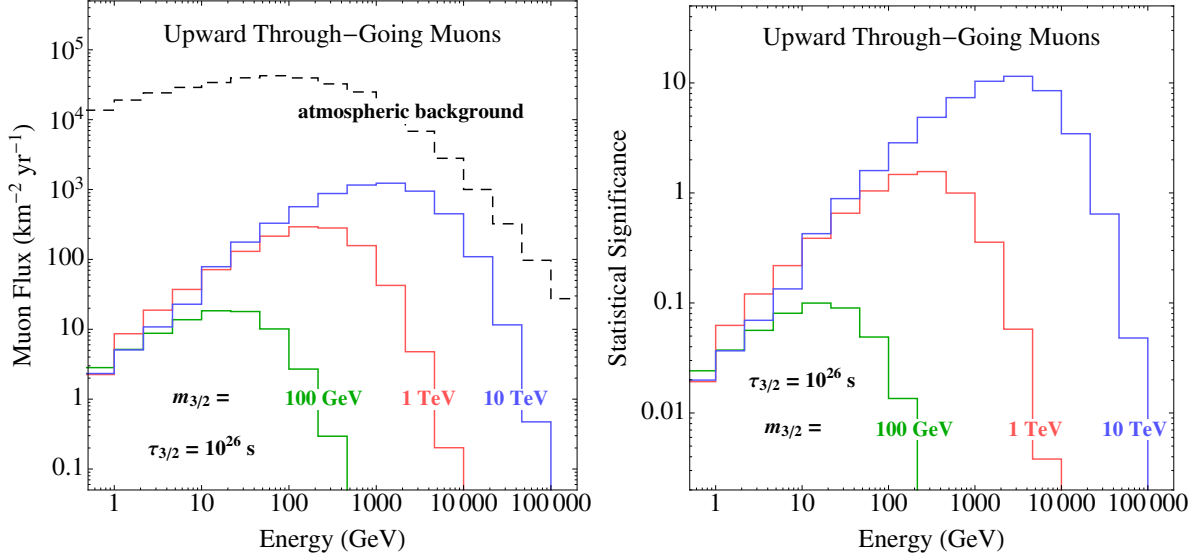 Upward Through−Going Muons
atmospheric background
Muon Flux (km⁻² yr⁻¹)
10⁵
10⁴
10³
100
10
1
0.1
m₃/₂ =
100 GeV
1 TeV
10 TeV
τ₃/₂ = 10²⁶ s
1
10
100
1000
10 000
100 000
Energy (GeV)
Upward Through−Going Muons
Statistical Significance
10
1
0.1
0.01
τ₃/₂ = 10²⁶ s
m₃/₂ =
100 GeV
1 TeV
10 TeV
1
10
100
1000
10 000
100 000
Energy (GeV)